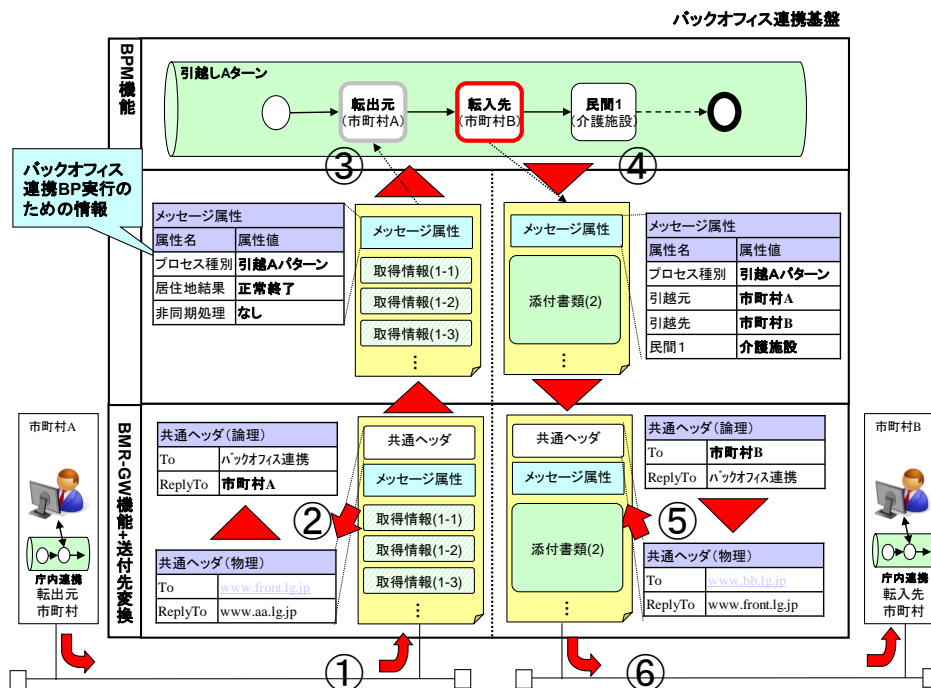 バックオフィス連携基盤
BPM機能
引越しAターン
転出元
(市町村A)
転入先
(市町村B)
民間1
(介護施設)
③
④
バックオフィス
連携BP実行の
ための情報
メッセージ属性
属性名 属性値
プロセス種別 引越Aパターン
居住地結果 正常終了
非同期処理 なし
メッセージ属性
取得情報(1-1)
取得情報(1-2)
取得情報(1-3)
⋮
メッセージ属性
添付書類(2)
⋮
メッセージ属性
属性名 属性値
プロセス種別 引越Aパターン
引越元 市町村A
引越先 市町村B
民間1 介護施設
BMR-GW機能+送付先変換
市町村A
庁内連携
転出元
市町村
共通ヘッダ(論理)
To バックオフィス連携
ReplyTo 市町村A
②
共通ヘッダ(物理)
To www.front.lg.jp
ReplyTo www.aa.lg.jp
共通ヘッダ
メッセージ属性
取得情報(1-1)
取得情報(1-2)
取得情報(1-3)
⋮
共通ヘッダ
メッセージ属性
添付書類(2)
⋮
共通ヘッダ(論理)
To 市町村B
ReplyTo バックオフィス連携
⑤
共通ヘッダ(物理)
To www.bb.lg.jp
ReplyTo www.front.lg.jp
市町村B
庁内連携
転入先
市町村
①
⑥